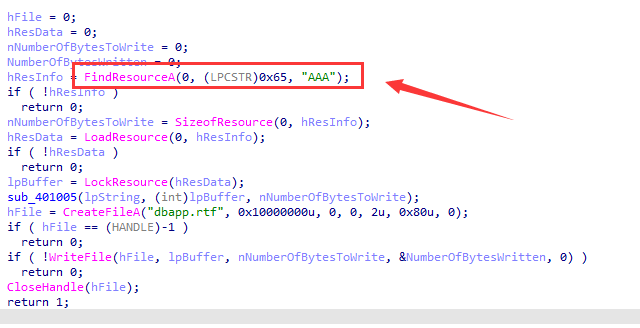 hFile = 0;
hResData = 0;
nNumberOfBytesToWrite = 0;
NumberOfBytesWritten = 0;
hResInfo = FindResourceA(0, (LPCSTR)0x65, "AAA");
if ( !hResInfo )
return 0;
nNumberOfBytesToWrite = SizeofResource(0, hResInfo);
hResData = LoadResource(0, hResInfo);
if ( !hResData )
return 0;
lpBuffer = LockResource(hResData);
sub_401005(lpString, (int)lpBuffer, nNumberOfBytesToWrite);
hFile = CreateFileA("dbapp.rtf", 0x10000000u, 0, 0, 2u, 0x80u, 0);
if ( hFile == (HANDLE)-1 )
return 0;
if ( !WriteFile(hFile, lpBuffer, nNumberOfBytesToWrite, &NumberOfBytesWritten, 0) )
return 0;
CloseHandle(hFile);
return 1;